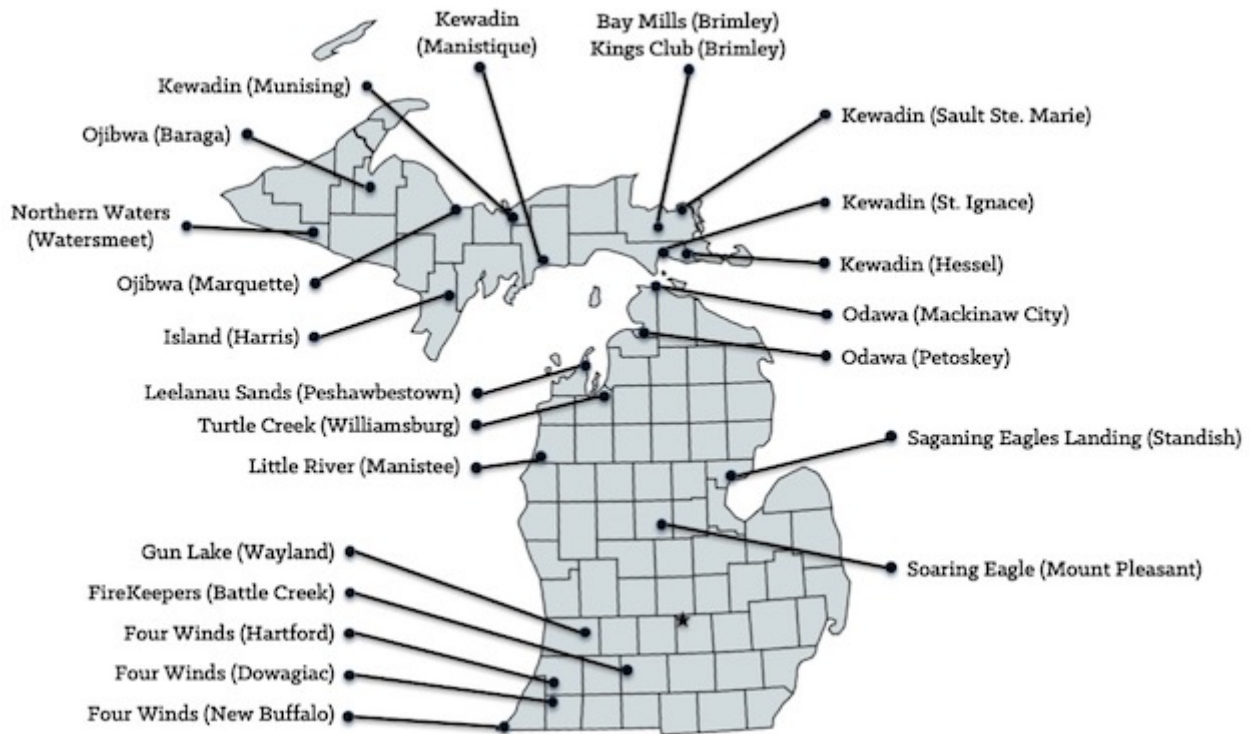 Kewadin
(Manistique)
Bay Mills (Brimley)
Kings Club (Brimley)
Kewadin (Munising)
Kewadin (Sault Ste. Marie)
Ojibwa (Baraga)
Northern Waters
(Watersmeet)
Kewadin (St. Ignace)
Kewadin (Hessel)
Ojibwa (Marquette)
Odawa (Mackinaw City)
Island (Harris)
Odawa (Petoskey)
Leelanau Sands (Peshawbestown)
Turtle Creek (Williamsburg)
Saganing Eagles Landing (Standish)
Little River (Manistee)
Gun Lake (Wayland)
Soaring Eagle (Mount Pleasant)
FireKeepers (Battle Creek)
Four Winds (Hartford)
Four Winds (Dowagiac)
Four Winds (New Buffalo)